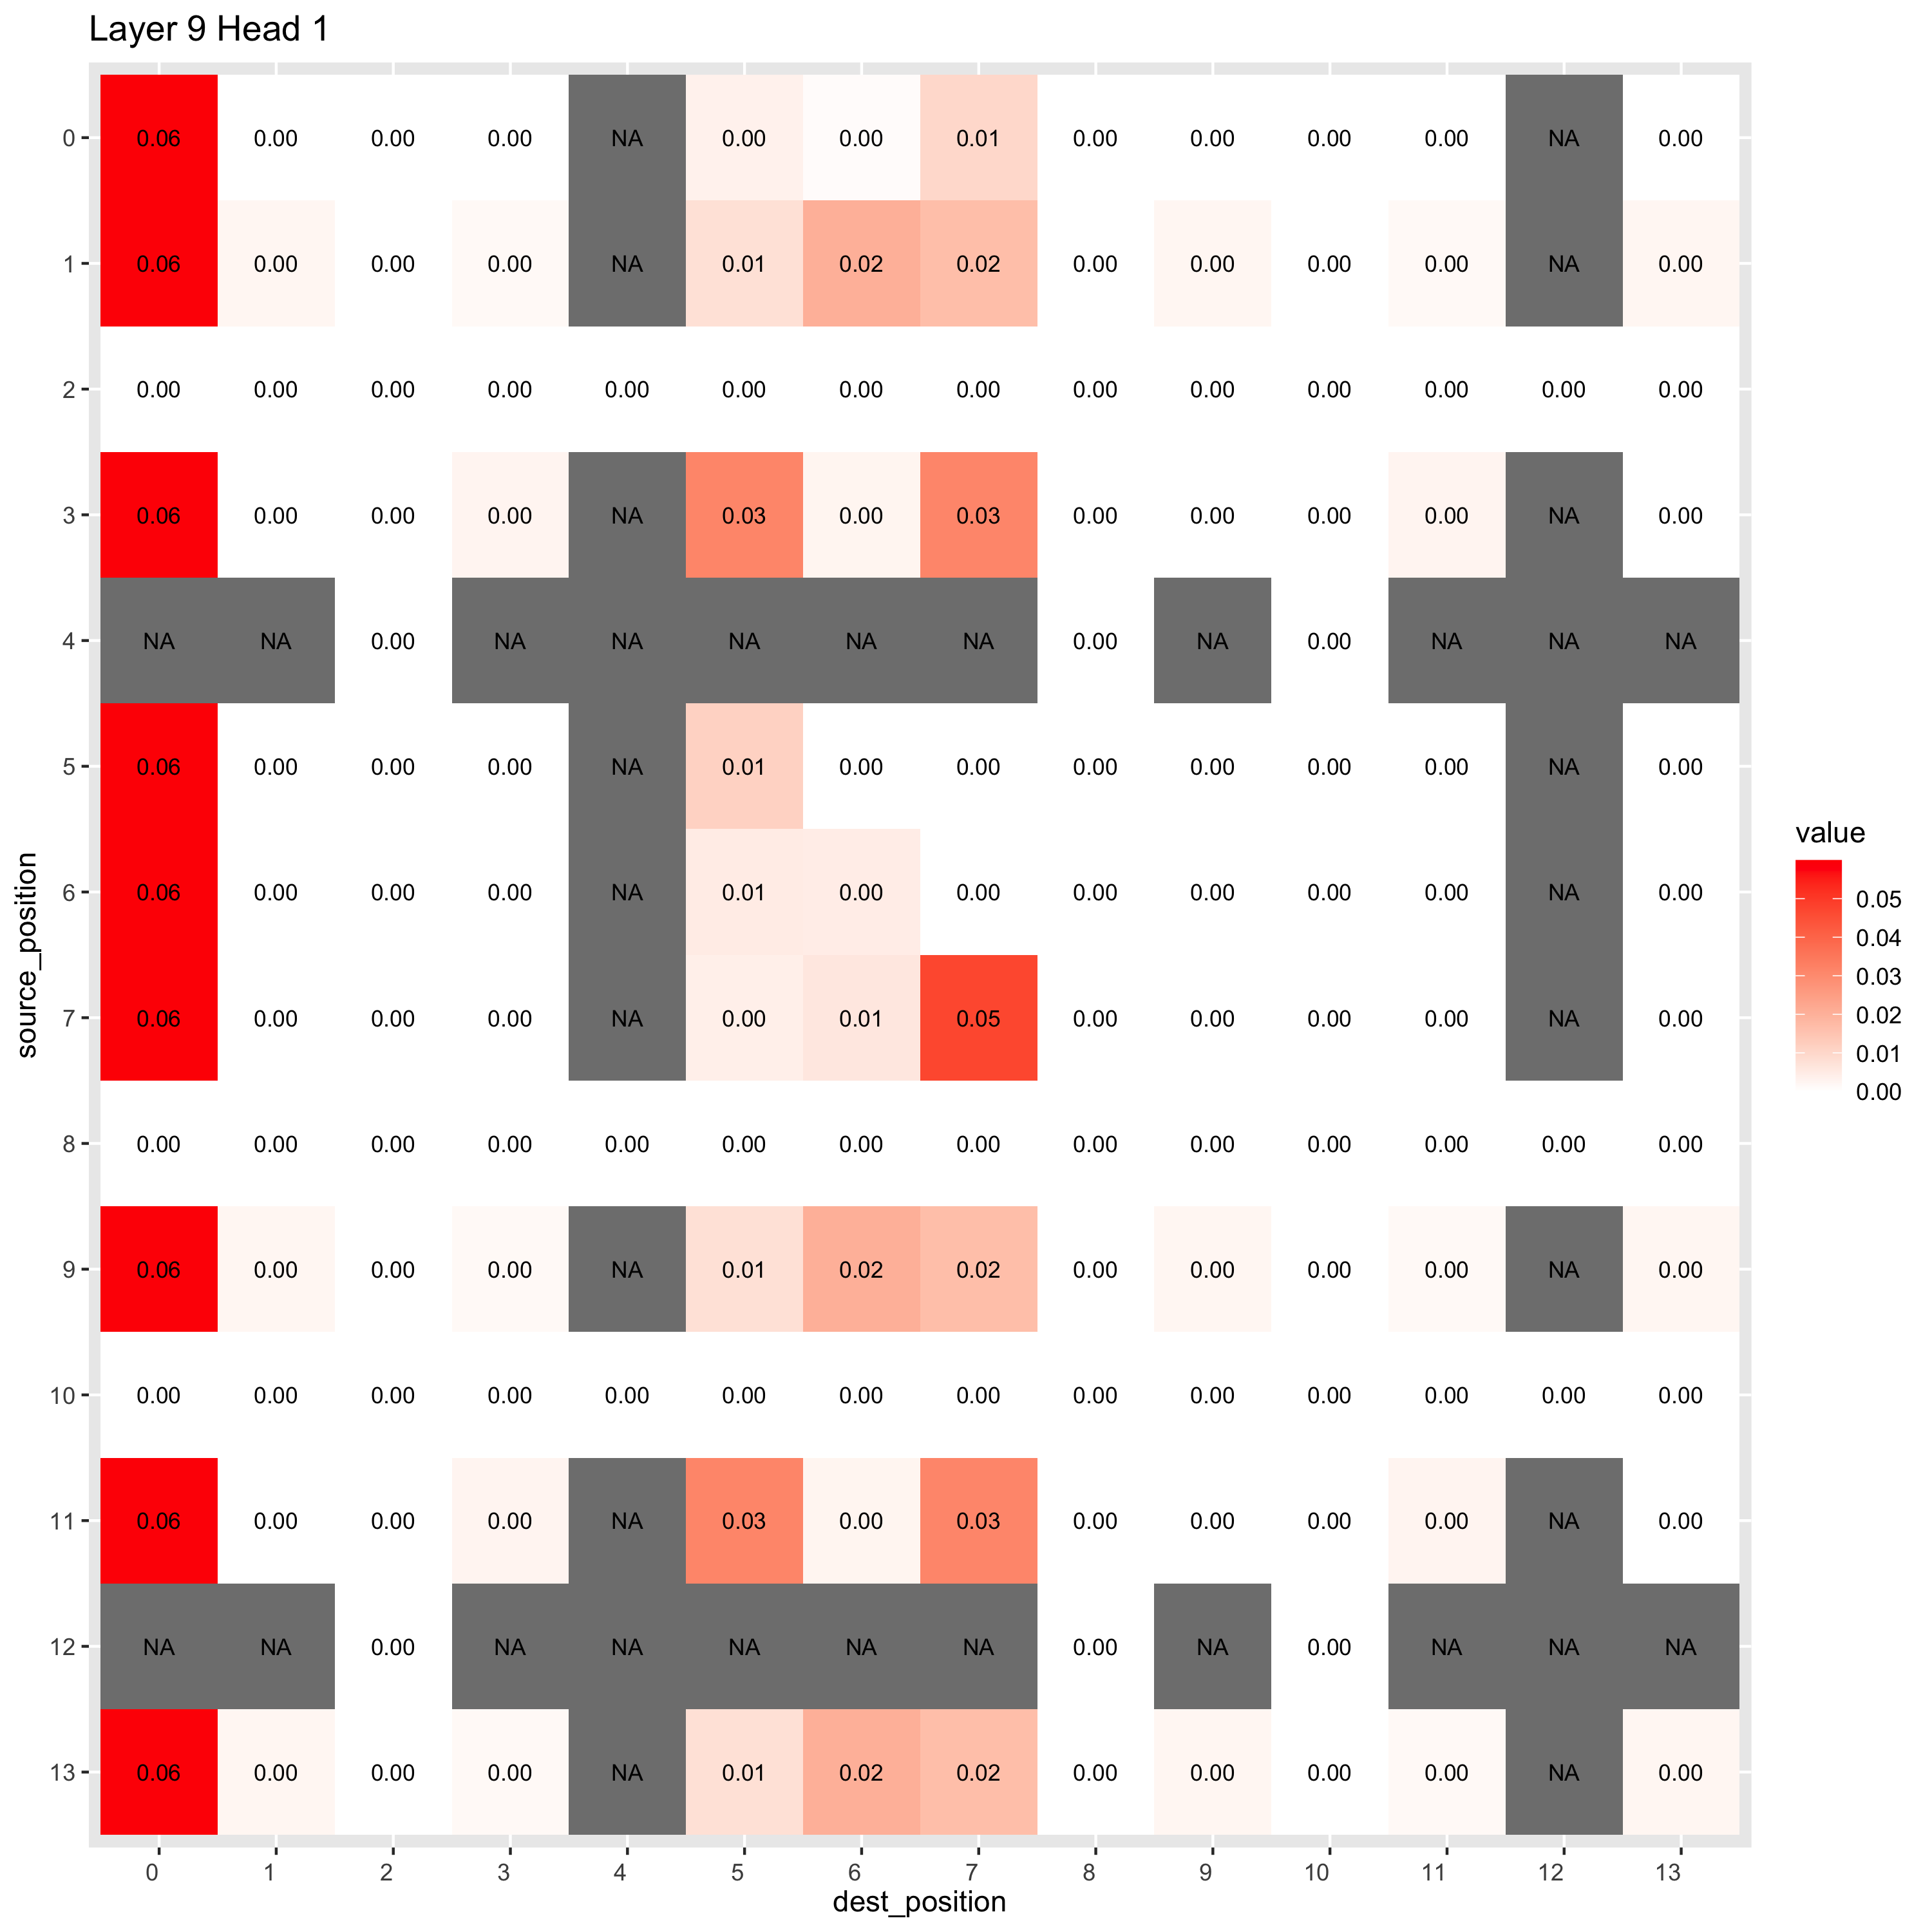 Layer 9 Head 1
0 0.06 0.00 0.00 0.00 NA 0.00 0.00 0.01 0.00 0.00 0.00 0.00 NA 0.00
1 0.06 0.00 0.00 0.00 NA 0.01 0.02 0.02 0.00 0.00 0.00 0.00 NA 0.00
2 0.00 0.00 0.00 0.00 0.00 0.00 0.00 0.00 0.00 0.00 0.00 0.00 0.00 0.00
3 0.06 0.00 0.00 0.00 NA 0.03 0.00 0.03 0.00 0.00 0.00 0.00 NA 0.00
4 NA NA 0.00 NA NA NA NA NA 0.00 NA 0.00 NA NA NA
5 0.06 0.00 0.00 0.00 NA 0.01 0.00 0.00 0.00 0.00 0.00 0.00 NA 0.00
6 0.06 0.00 0.00 0.00 NA 0.01 0.00 0.00 0.00 0.00 0.00 0.00 NA 0.00
7 0.06 0.00 0.00 0.00 NA 0.00 0.01 0.05 0.00 0.00 0.00 0.00 NA 0.00
8 0.00 0.00 0.00 0.00 0.00 0.00 0.00 0.00 0.00 0.00 0.00 0.00 0.00 0.00
9 0.06 0.00 0.00 0.00 NA 0.01 0.02 0.02 0.00 0.00 0.00 0.00 NA 0.00
10 0.00 0.00 0.00 0.00 0.00 0.00 0.00 0.00 0.00 0.00 0.00 0.00 0.00 0.00
11 0.06 0.00 0.00 0.00 NA 0.03 0.00 0.03 0.00 0.00 0.00 0.00 NA 0.00
12 NA NA 0.00 NA NA NA NA NA 0.00 NA 0.00 NA NA NA
13 0.06 0.00 0.00 0.00 NA 0.01 0.02 0.02 0.00 0.00 0.00 0.00 NA 0.00
0 1 2 3 4 5 6 7 8 9 10 11 12 13
dest_position
source_position
value
0.05
0.04
0.03
0.02
0.01
0.00